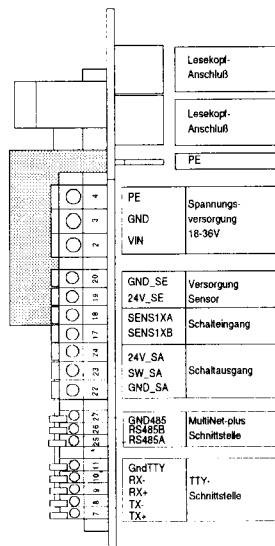 Lesekopf-
Anschluß
Lesekopf-
Anschluß
PE
4 PE
3 GND
2 VIN
Spannungs-
versorgung
18-36V
20 GND_SE
19 24V_SE
Versorgung
Sensor
18 SENS1XA
17 SENS1XB
Schalteingang
24 24V_SA
23 SW_SA
22 GND_SA
Schaltausgang
27 GND485
26 RS485B
25 RS485A
MultiNet-plus
Schnittstelle
11 GndTTY
10 RX-
9 RX+
8 TX-
7 TX+
TTY-
Schnittstelle